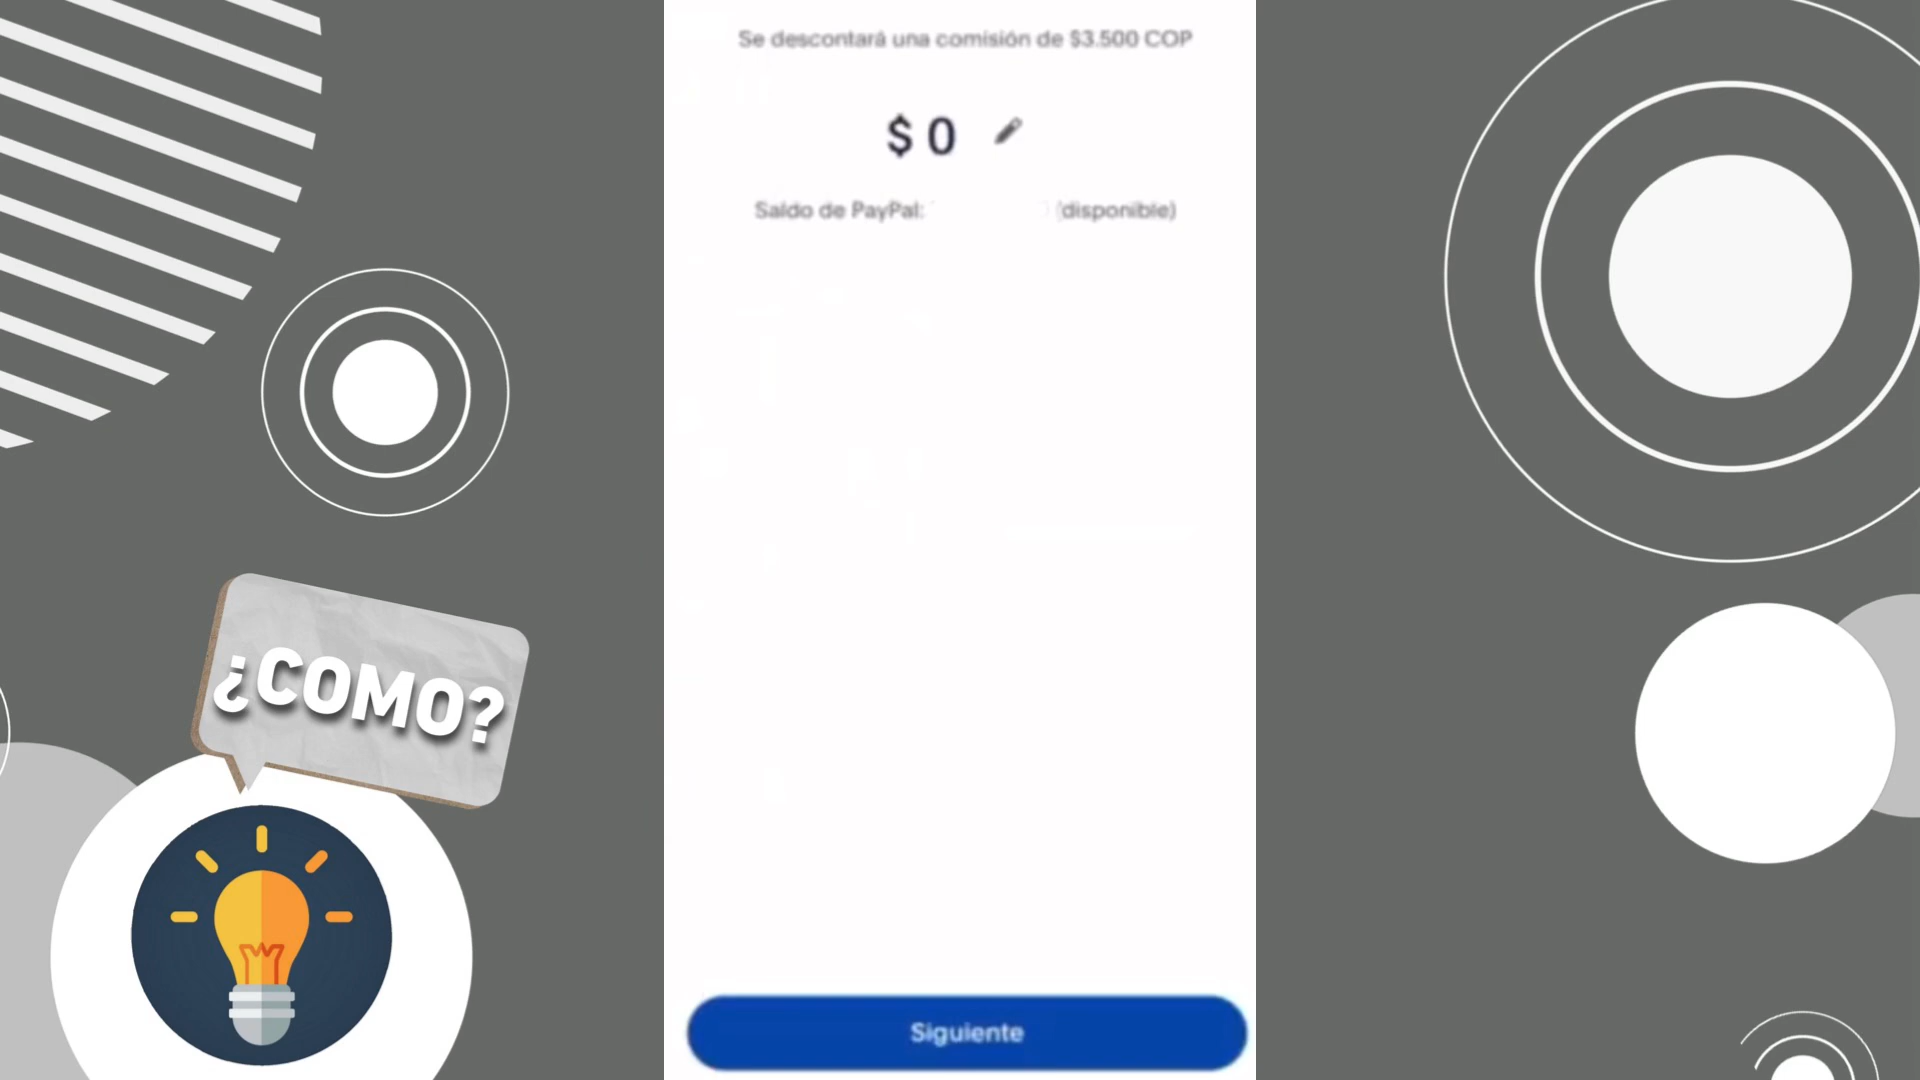 Se descontará una comisión de $3.500 COP
$ 0
Saldo de PayPal: (disponible)
¿COMO?
Siguiente